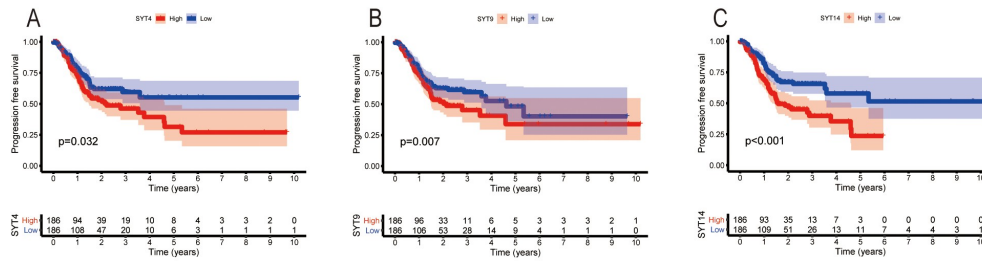 A
SYT4 High Low
1.00
0.75
0.50
0.25
0.00
Progression free survival
p=0.032
0 1 2 3 4 5 6 7 8 9 10
Time (years)
SYT4
High 186 94 39 19 10 8 4 3 3 2 0
Low 186 108 47 20 10 6 3 1 1 1 1
0 1 2 3 4 5 6 7 8 9 10
Time (years)
B
SYT9 High Low
1.00
0.75
0.50
0.25
0.00
Progression free survival
p=0.007
0 1 2 3 4 5 6 7 8 9 10
Time (years)
SYT9
High 186 96 33 11 6 5 3 3 3 2 1
Low 186 106 53 28 14 9 4 1 1 1 0
0 1 2 3 4 5 6 7 8 9 10
Time (years)
C
SYT14 High Low
1.00
0.75
0.50
0.25
0.00
Progression free survival
p<0.001
0 1 2 3 4 5 6 7 8 9 10
Time (years)
SYT14
High 186 93 35 13 7 3 0 0 0 0 0
Low 186 109 51 26 13 11 7 4 4 3 1
0 1 2 3 4 5 6 7 8 9 10
Time (years)